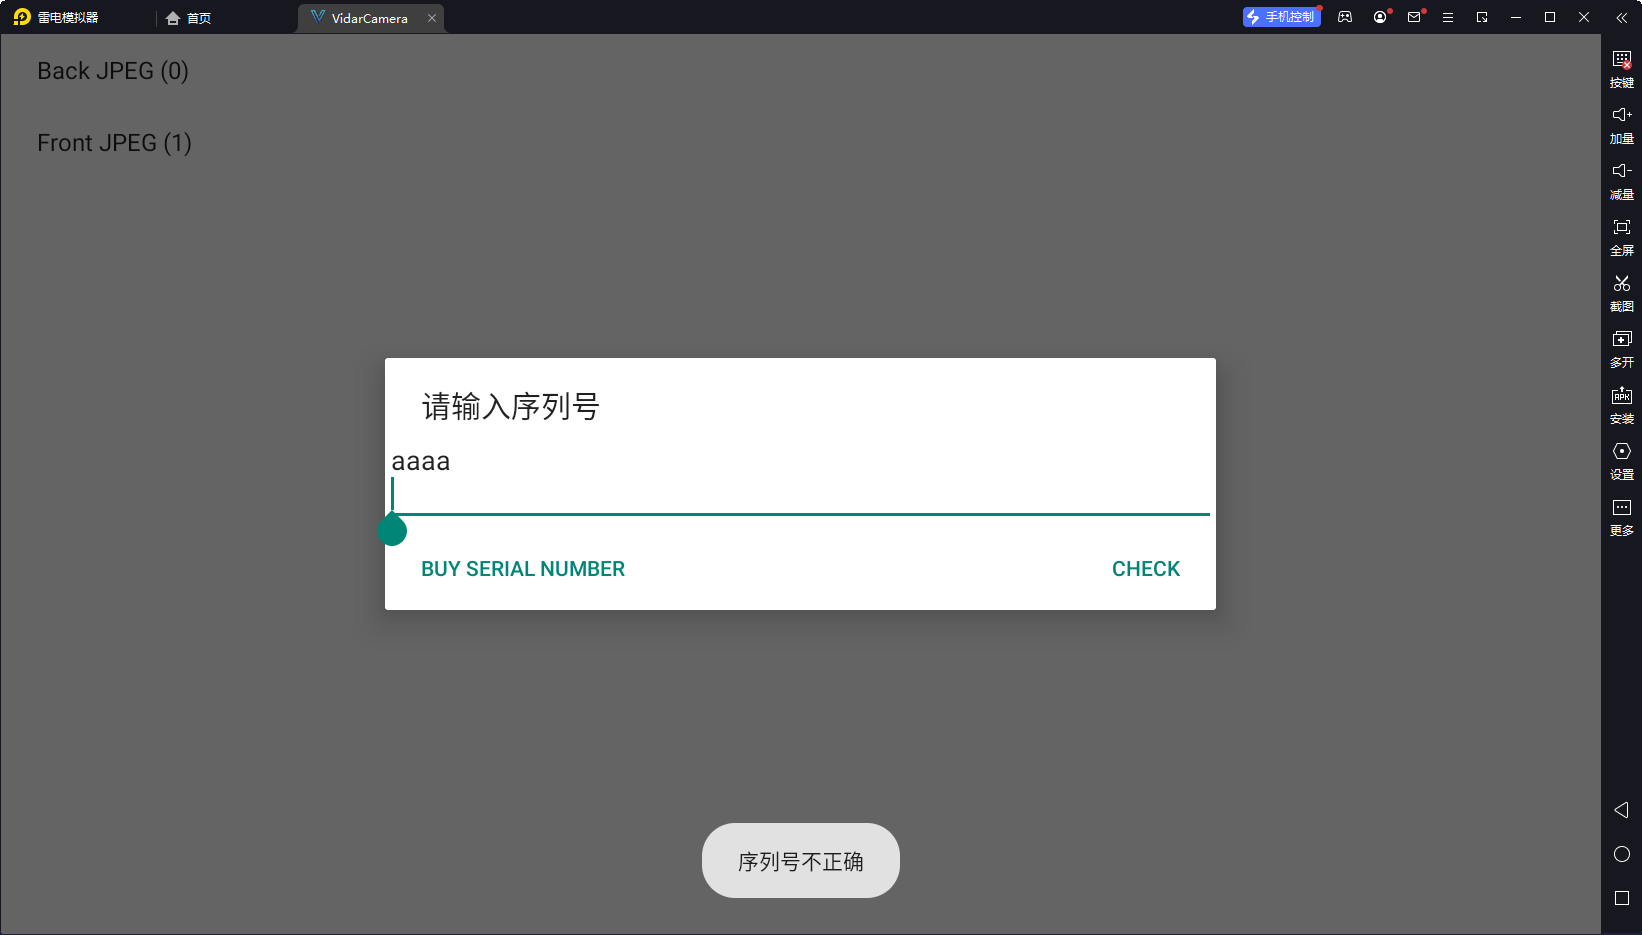 雷电模拟器
首页
VidarCamera
手机控制
Back JPEG (0)
Front JPEG (1)
请输入序列号
aaaa
BUY SERIAL NUMBER
CHECK
序列号不正确
按键
加量
减量
全屏
截图
多开
APK
安装
设置
更多